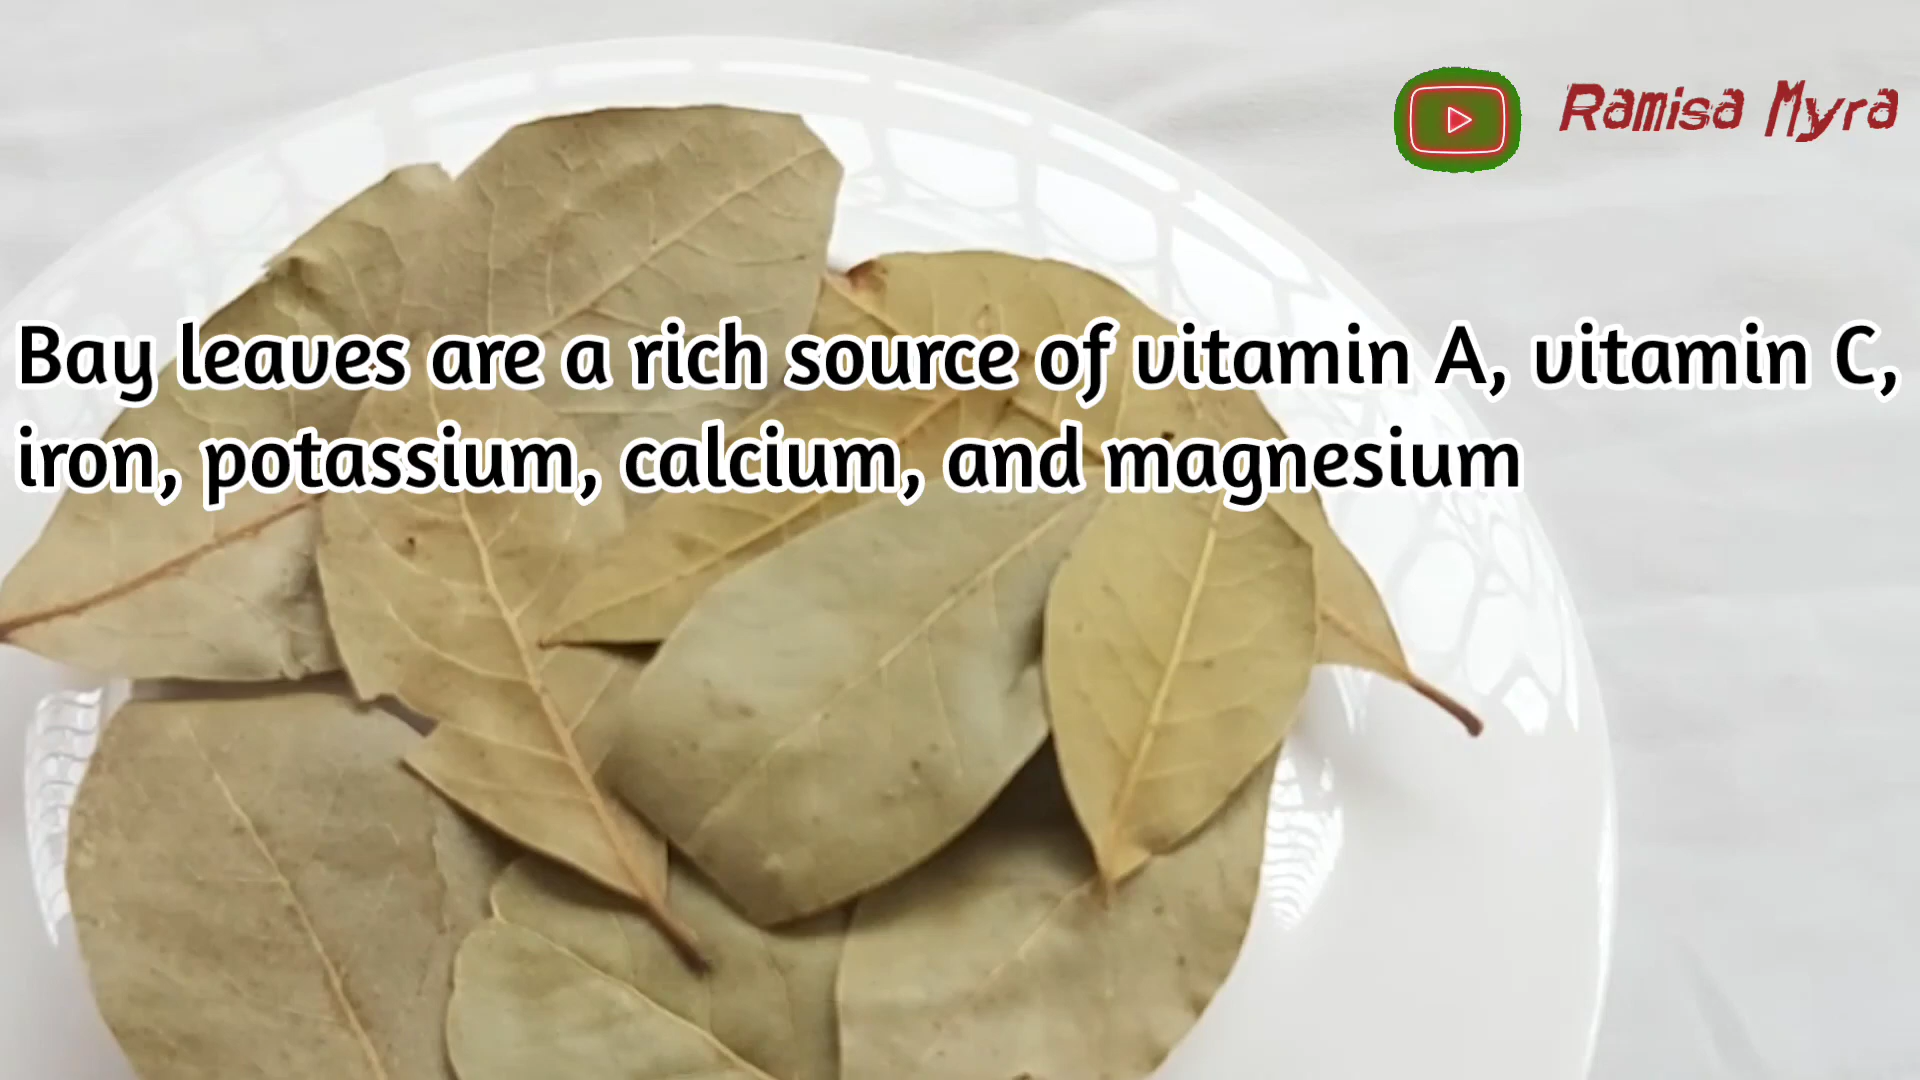 Ramisa Myra
Bay leaves are a rich source of vitamin A, vitamin C,
iron, potassium, calcium, and magnesium